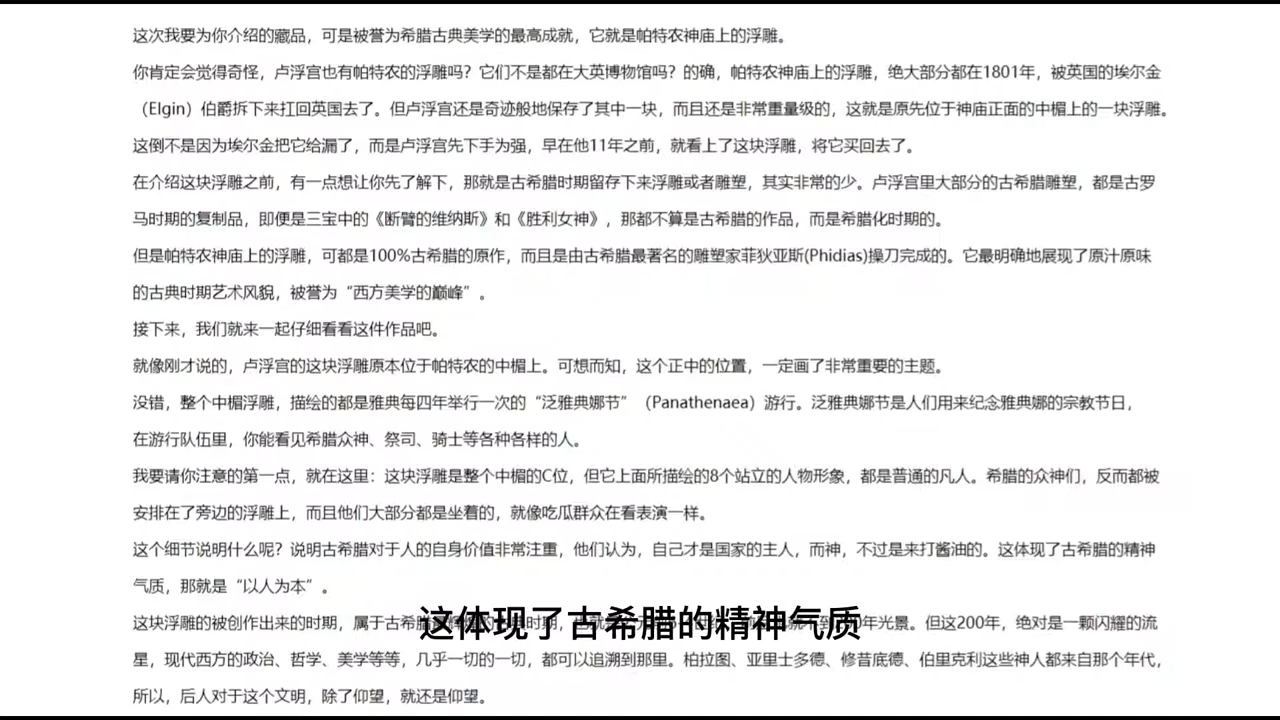 这次我要为你介绍的藏品，可是被誉为希腊古典美学的最高成就，它就是帕特农神庙上的浮雕。
你肯定会觉得奇怪，卢浮宫也有帕特农的浮雕吗？它们不是都在大英博物馆吗？的确，帕特农神庙上的浮雕，绝大部分都在1801年，被英国的埃尔金
（Elgin）伯爵拆下来扛回英国去了。但卢浮宫还是奇迹般地保存了其中一块，而且还是非常重量级的，这就是原先位于神庙正面的中楣上的一块浮雕。
这倒不是因为埃尔金把它给漏了，而是卢浮宫先下手为强，早在他11年之前，就看上了这块浮雕，将它买回去了。
在介绍这块浮雕之前，有一点想让你先了解下，那就是古希腊时期留存下来浮雕或者雕塑，其实非常的少。卢浮宫里大部分的古希腊雕塑，都是古罗
马时期的复制品，即便是三宝中的《断臂的维纳斯》和《胜利女神》，那都不算是古希腊的作品，而是希腊化时期的。
但是帕特农神庙上的浮雕，可都是100%古希腊的原作，而且是由古希腊最著名的雕塑家菲狄亚斯(Phidias)操刀完成的。它最明确地展现了原汁原味
的古典时期艺术风貌，被誉为“西方美学的巅峰”。
接下来，我们就来一起仔细看看这件作品吧。
就像刚才说的，卢浮宫的这块浮雕原本位于帕特农的中楣上。可想而知，这个正中的位置，一定画了非常重要的主题。
没错，整个中楣浮雕，描绘的都是雅典每四年举行一次的“泛雅典娜节”（Panathenaea）游行。泛雅典娜节是人们用来纪念雅典娜的宗教节日，
在游行队伍里，你能看见希腊众神、祭司、骑士等各种各样的人。
我要请你注意的第一点，就在这里：这块浮雕是整个中楣的C位，但它上面所描绘的8个站立的人物形象，都是普通的凡人。希腊的众神们，反而都被
安排在了旁边的浮雕上，而且他们大部分都是坐着的，就像吃瓜群众在看表演一样。
这个细节说明什么呢？说明古希腊对于人的自身价值非常注重，他们认为，自己才是国家的主人，而神，不过是来打酱油的。这体现了古希腊的精神
气质，那就是“以人为本”。
这块浮雕的被创作出来的时期，属于古希 年光景。但这200年，绝对是一颗闪耀的流
这体现了古希腊的精神气质
星，现代西方的政治、哲学、美学等等，几乎一切的一切，都可以追溯到那里。柏拉图、亚里士多德、修昔底德、伯里克利这些神人都来自那个年代，
所以，后人对于这个文明，除了仰望，就还是仰望。